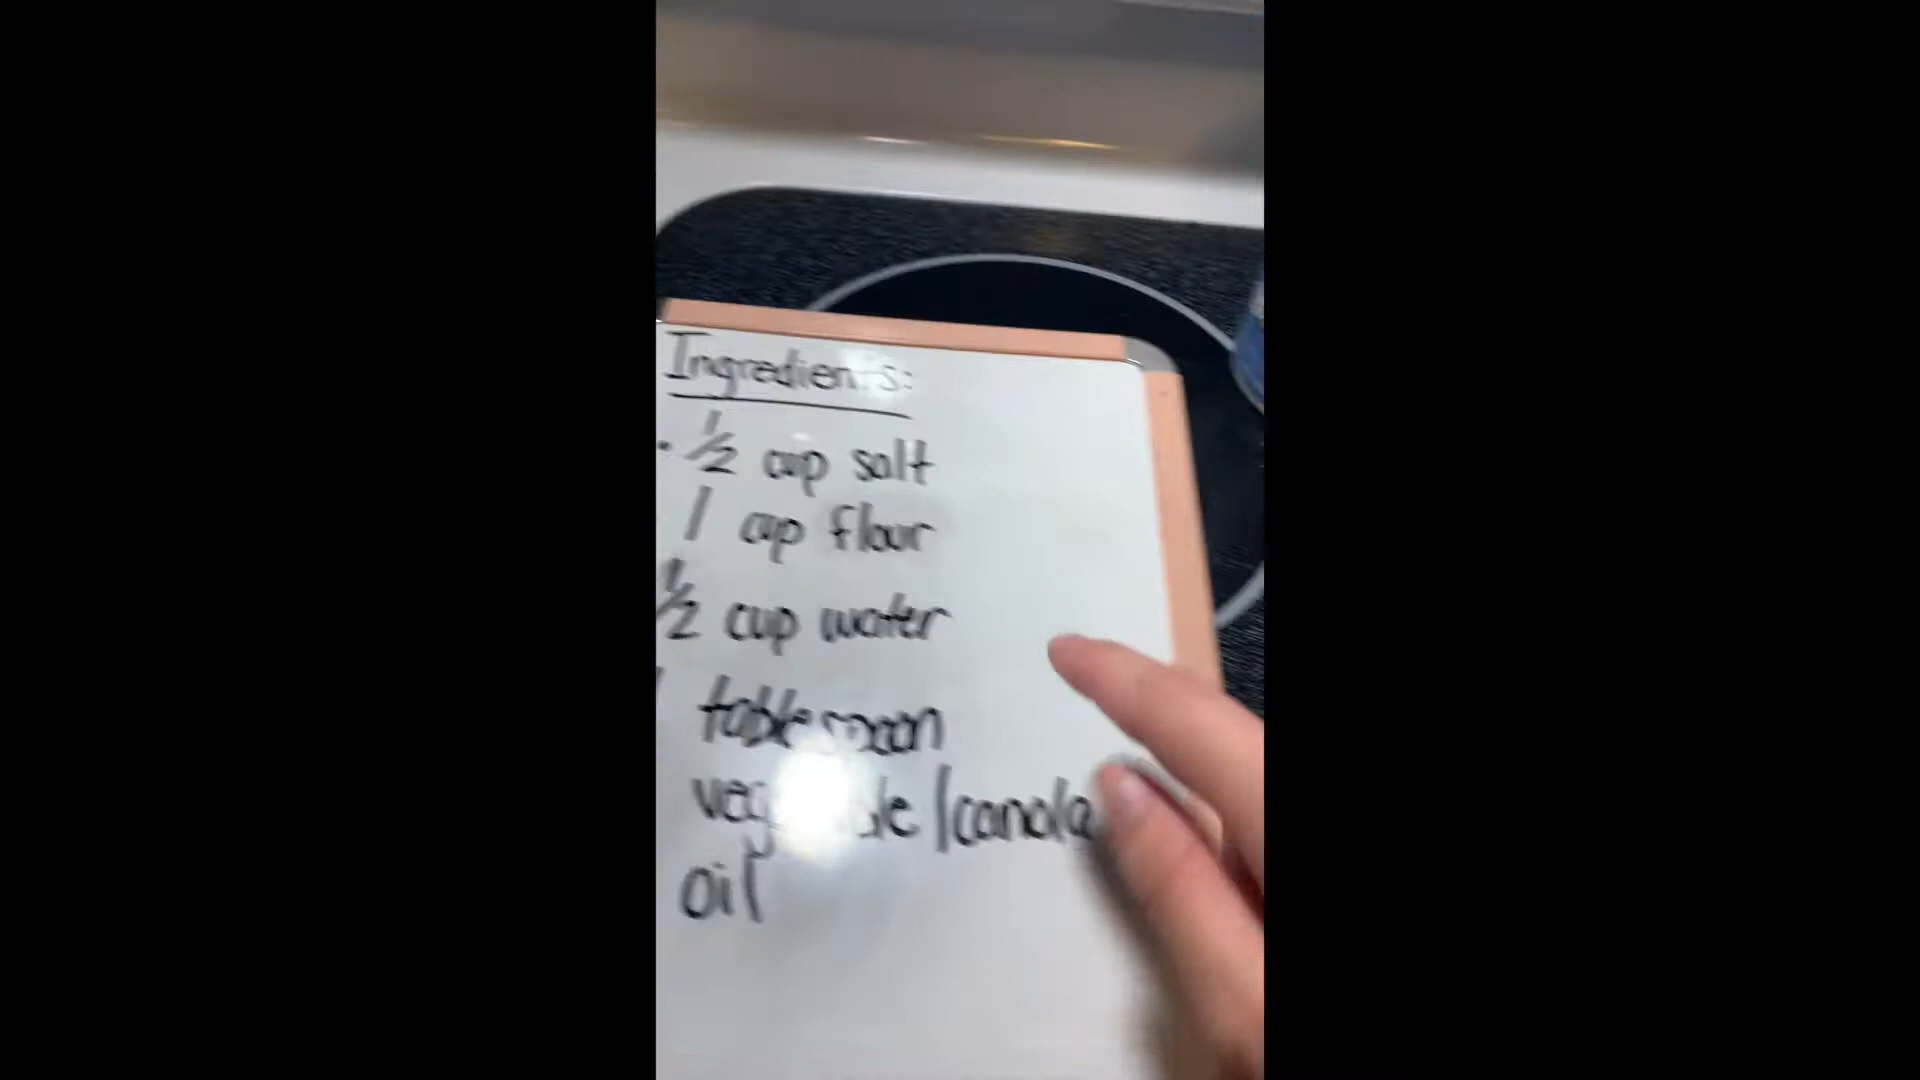 Ingredients:
· 1/2 cup salt
1 cup flour
1/2 cup water
tablespoon
vegetable/canola
oil